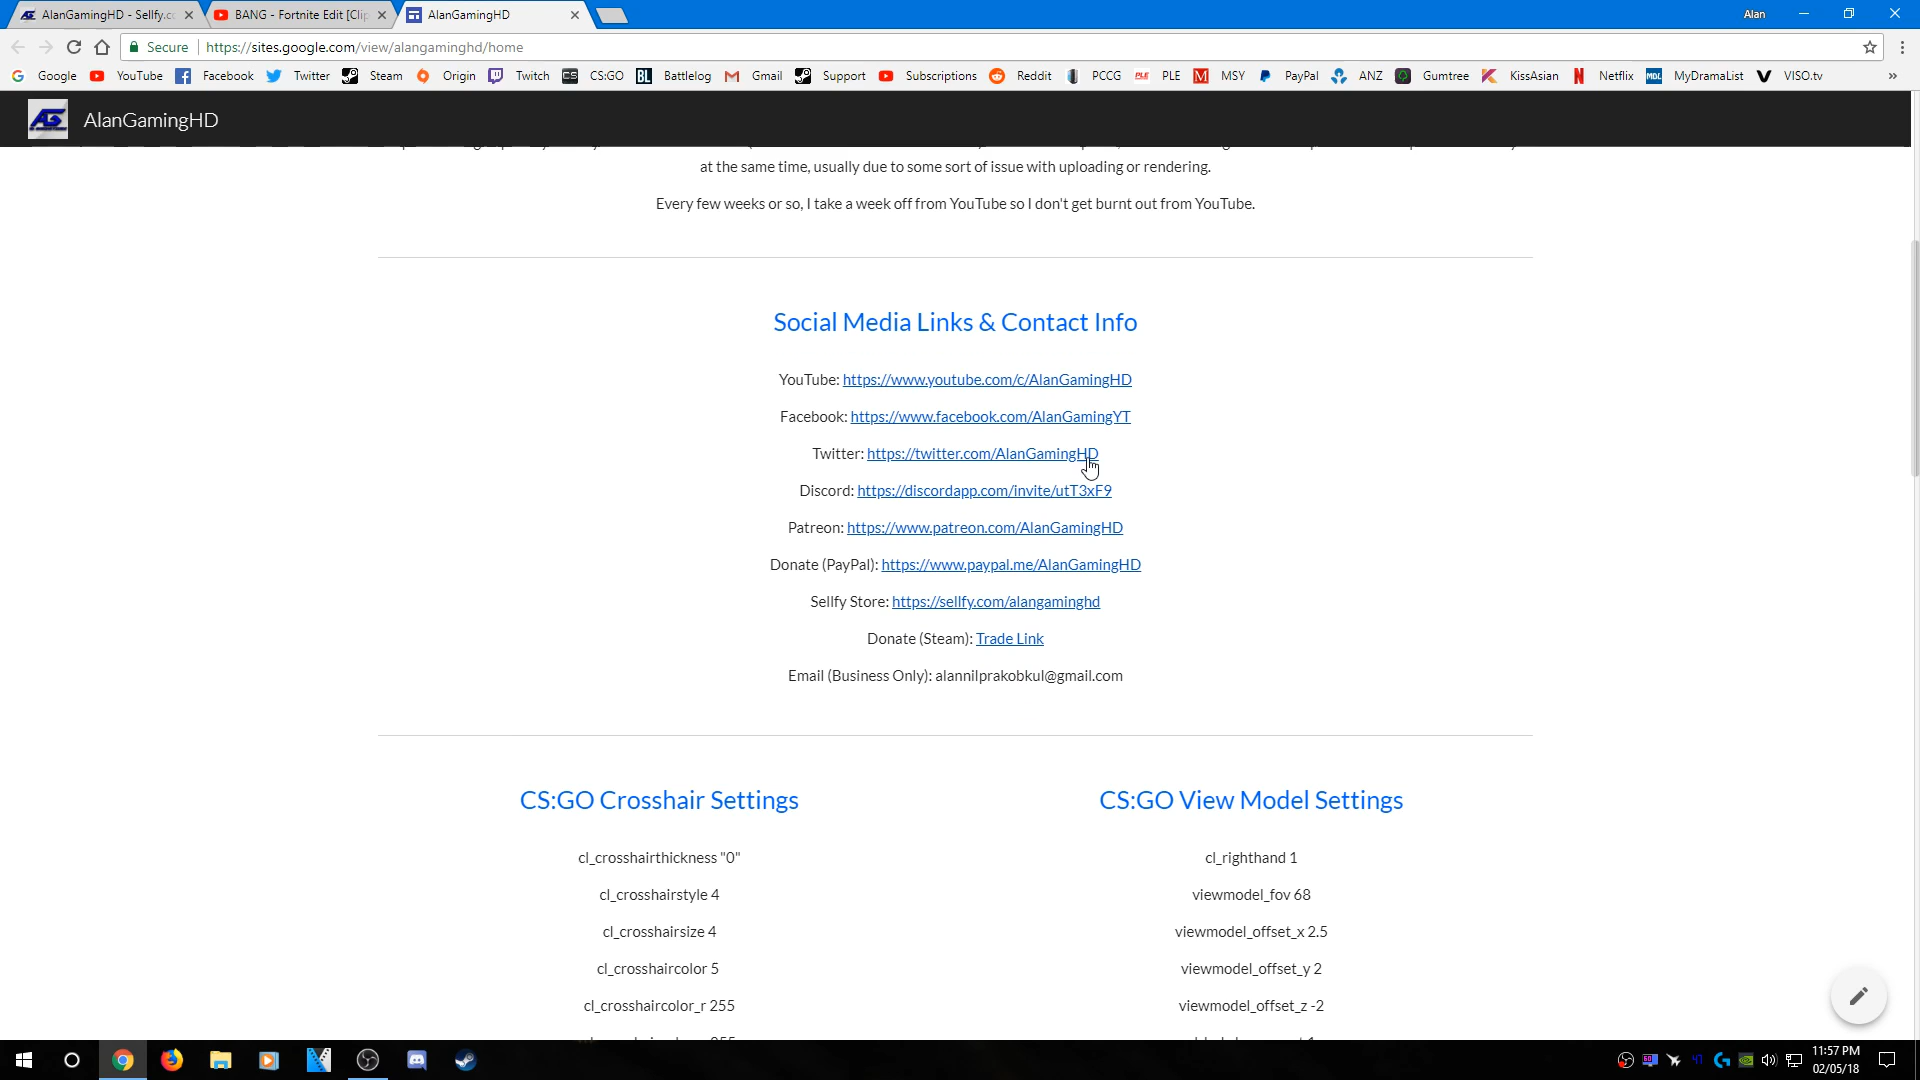 AlanGamingHD - Sellfy.co
BANG - Fortnite Edit [Clip
AlanGamingHD
Alan
Secure
https://sites.google.com/view/alangaminghd/home
Google YouTube Facebook Twitter Steam Origin Twitch CS:GO Battlelog Gmail Support Subscriptions Reddit PCCG PLE MSY PayPal ANZ Gumtree KissAsian Netflix MyDramaList VISO.tv
AlanGamingHD
at the same time, usually due to some sort of issue with uploading or rendering.
Every few weeks or so, I take a week off from YouTube so I don't get burnt out from YouTube.
Social Media Links & Contact Info
YouTube: https://www.youtube.com/c/AlanGamingHD
Facebook: https://www.facebook.com/AlanGamingYT
Twitter: https://twitter.com/AlanGamingHD
Discord: https://discordapp.com/invite/utT3xF9
Patreon: https://www.patreon.com/AlanGamingHD
Donate (PayPal): https://www.paypal.me/AlanGamingHD
Sellfy Store: https://sellfy.com/alangaminghd
Donate (Steam): Trade Link
Email (Business Only): alannilprakobkul@gmail.com
CS:GO Crosshair Settings
cl_crosshairthickness "0"
cl_crosshairstyle 4
cl_crosshairsize 4
cl_crosshaircolor 5
cl_crosshaircolor_r 255
CS:GO View Model Settings
cl_righthand 1
viewmodel_fov 68
viewmodel_offset_x 2.5
viewmodel_offset_y 2
viewmodel_offset_z -2
11:57 PM
02/05/18